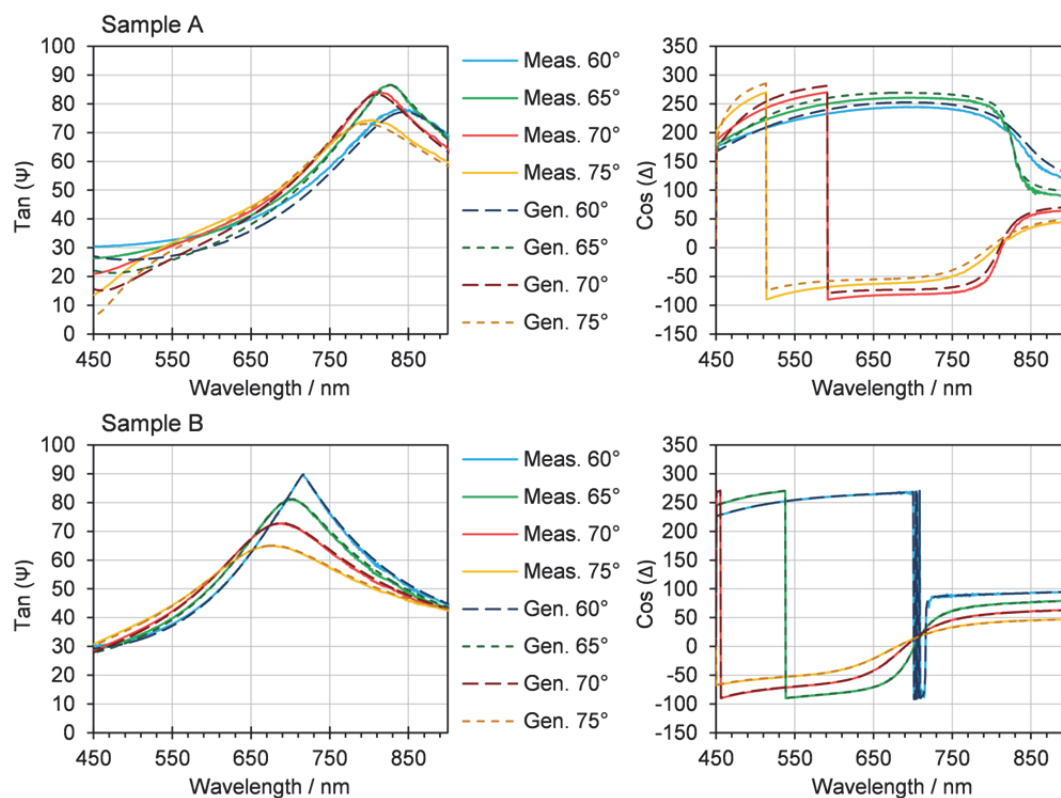 Sample A
100
90
80
70
60
50
40
30
20
10
0
Tan (Ψ)
450 550 650 750 850
Wavelength / nm
Meas. 60°
Meas. 65°
Meas. 70°
Meas. 75°
Gen. 60°
Gen. 65°
Gen. 70°
Gen. 75°
350
300
250
200
150
100
50
0
-50
-100
-150
Cos (Δ)
450 550 650 750 850
Wavelength / nm
Sample B
100
90
80
70
60
50
40
30
20
10
0
Tan (Ψ)
450 550 650 750 850
Wavelength / nm
Meas. 60°
Meas. 65°
Meas. 70°
Meas. 75°
Gen. 60°
Gen. 65°
Gen. 70°
Gen. 75°
350
300
250
200
150
100
50
0
-50
-100
-150
Cos (Δ)
450 550 650 750 850
Wavelength / nm